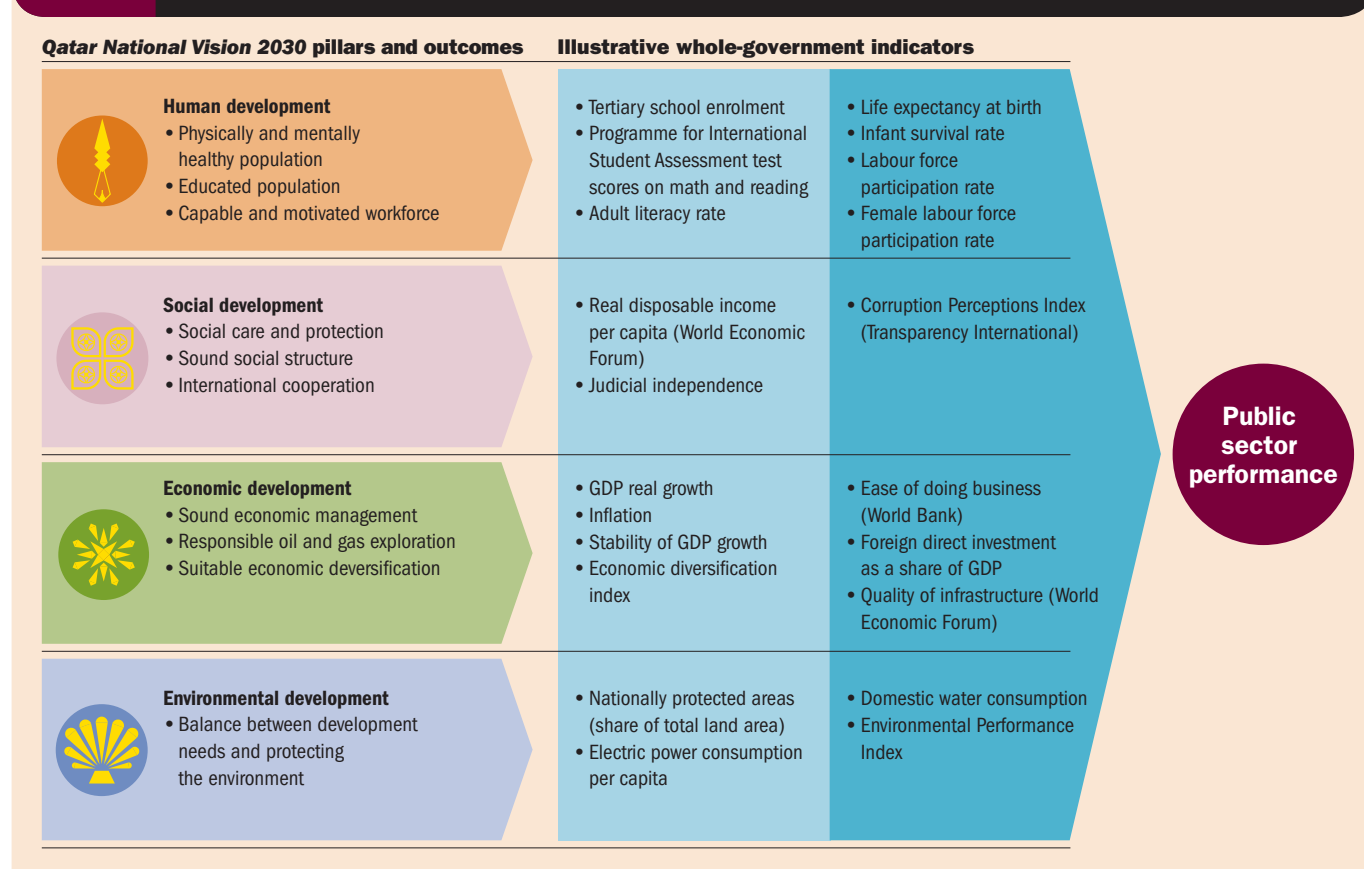 Qatar National Vision 2030 pillars and outcomes
Illustrative whole-government indicators
Human development
• Physically and mentally
healthy population
• Educated population
• Capable and motivated workforce
• Tertiary school enrolment
• Programme for International
Student Assessment test
scores on math and reading
• Adult literacy rate
• Life expectancy at birth
• Infant survival rate
• Labour force
participation rate
• Female labour force
participation rate
Social development
• Social care and protection
• Sound social structure
• International cooperation
• Real disposable income
per capita (World Economic
Forum)
• Judicial independence
• Corruption Perceptions Index
(Transparency International)
Economic development
• Sound economic management
• Responsible oil and gas exploration
• Suitable economic deversification
• GDP real growth
• Inflation
• Stability of GDP growth
• Economic diversification
index
• Ease of doing business
(World Bank)
• Foreign direct investment
as a share of GDP
• Quality of infrastructure (World
Economic Forum)
Environmental development
• Balance between development
needs and protecting
the environment
• Nationally protected areas
(share of total land area)
• Electric power consumption
per capita
• Domestic water consumption
• Environmental Performance
Index
Public
sector
performance